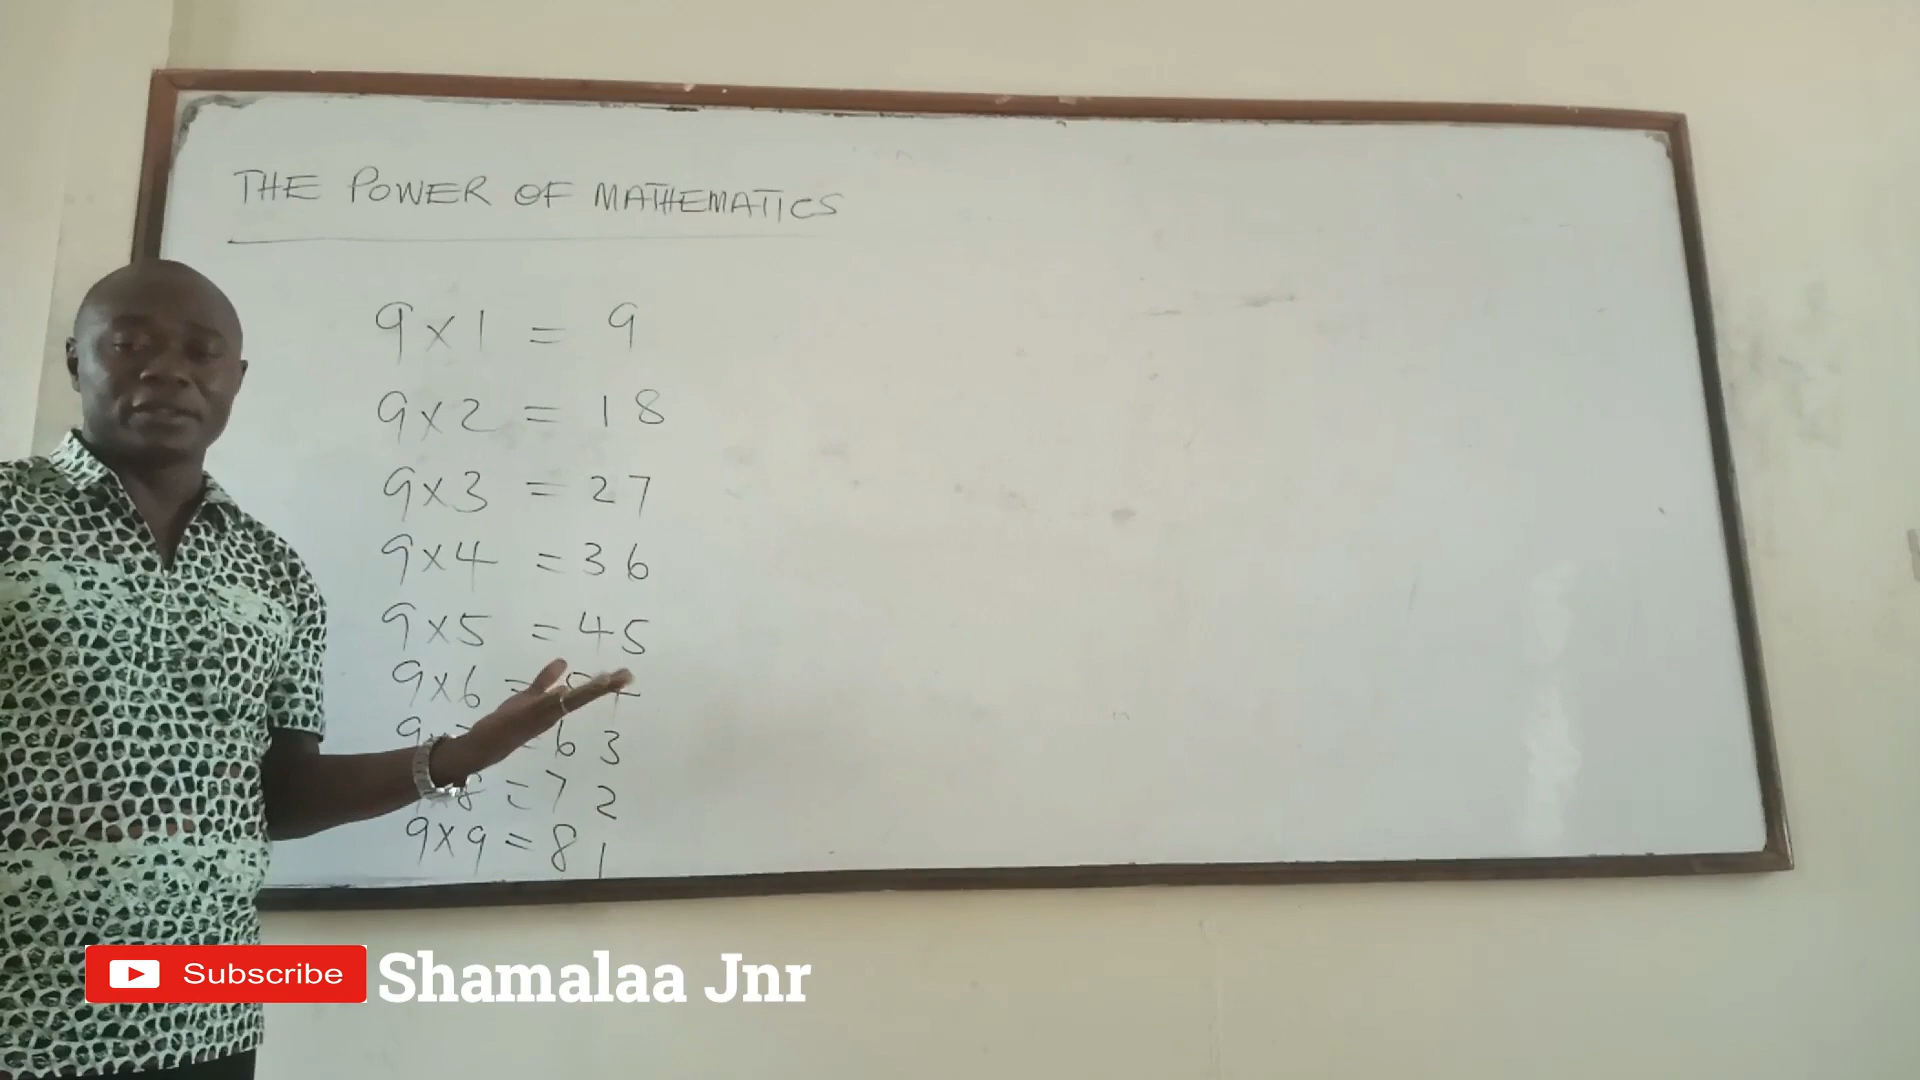 THE POWER OF MATHEMATICS
9×1 = 9
9×2 = 18
9×3 = 27
9×4 = 36
9×5 = 45
9×6 =
63
8 = 72
9×9 = 81
Subscribe Shamalaa Jnr